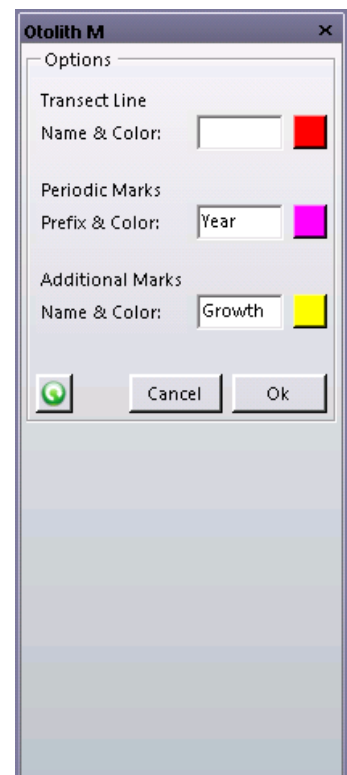 Otolith M
Options
Transect Line
Name & Color:
Periodic Marks
Prefix & Color: Year
Additional Marks
Name & Color: Growth
Cancel Ok